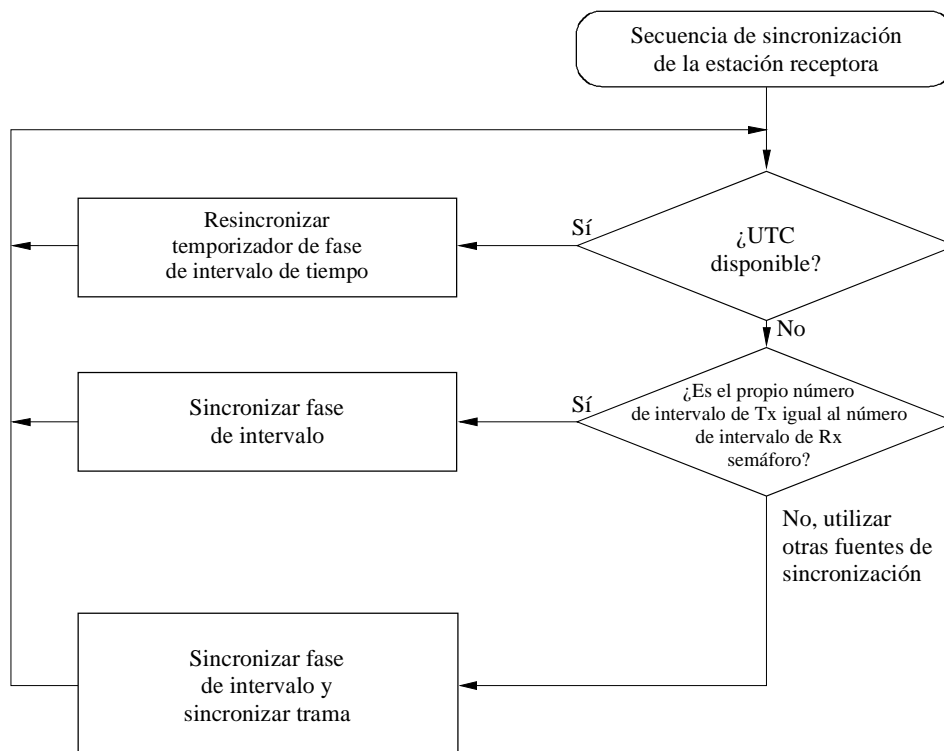 Secuencia de sincronización
de la estación receptora
Sí
Resincronizar
temporizador de fase
de intervalo de tiempo
¿UTC
disponible?
No
Sí
Sincronizar fase
de intervalo
¿Es el propio número
de intervalo de Tx igual al número
de intervalo de Rx
semáforo?
No, utilizar
otras fuentes de
sincronización
Sincronizar fase
de intervalo y
sincronizar trama